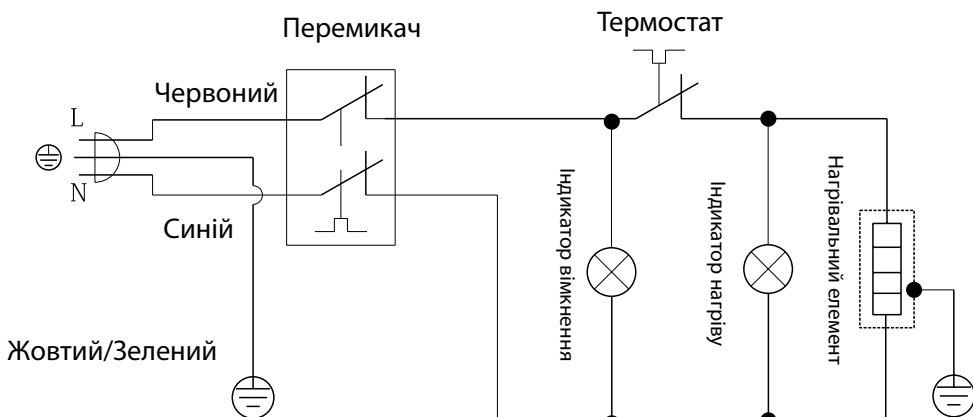 Термостат
Перемикач
Червоний
L
N
Синій
Жовтий/Зелений
Індикатор вімкнення
Індикатор нагріву
Нагрівальний елемент